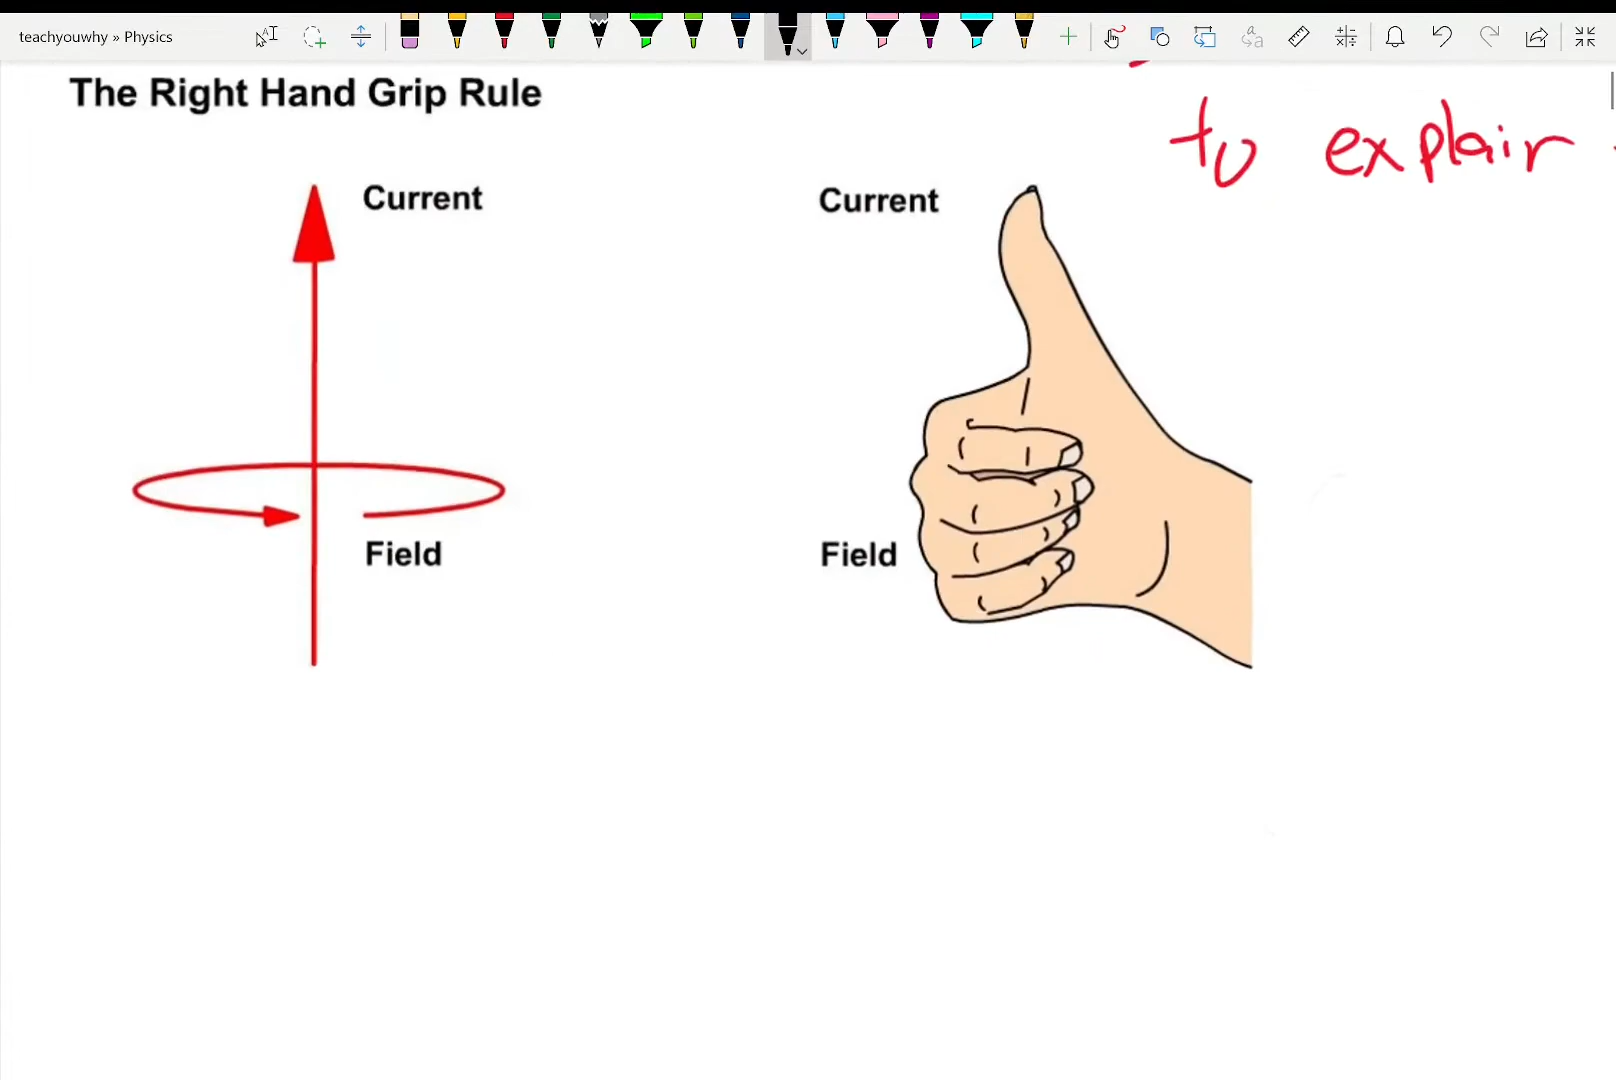 teachyouwhy » Physics
The Right Hand Grip Rule
to explain
Current
Current
Field
Field